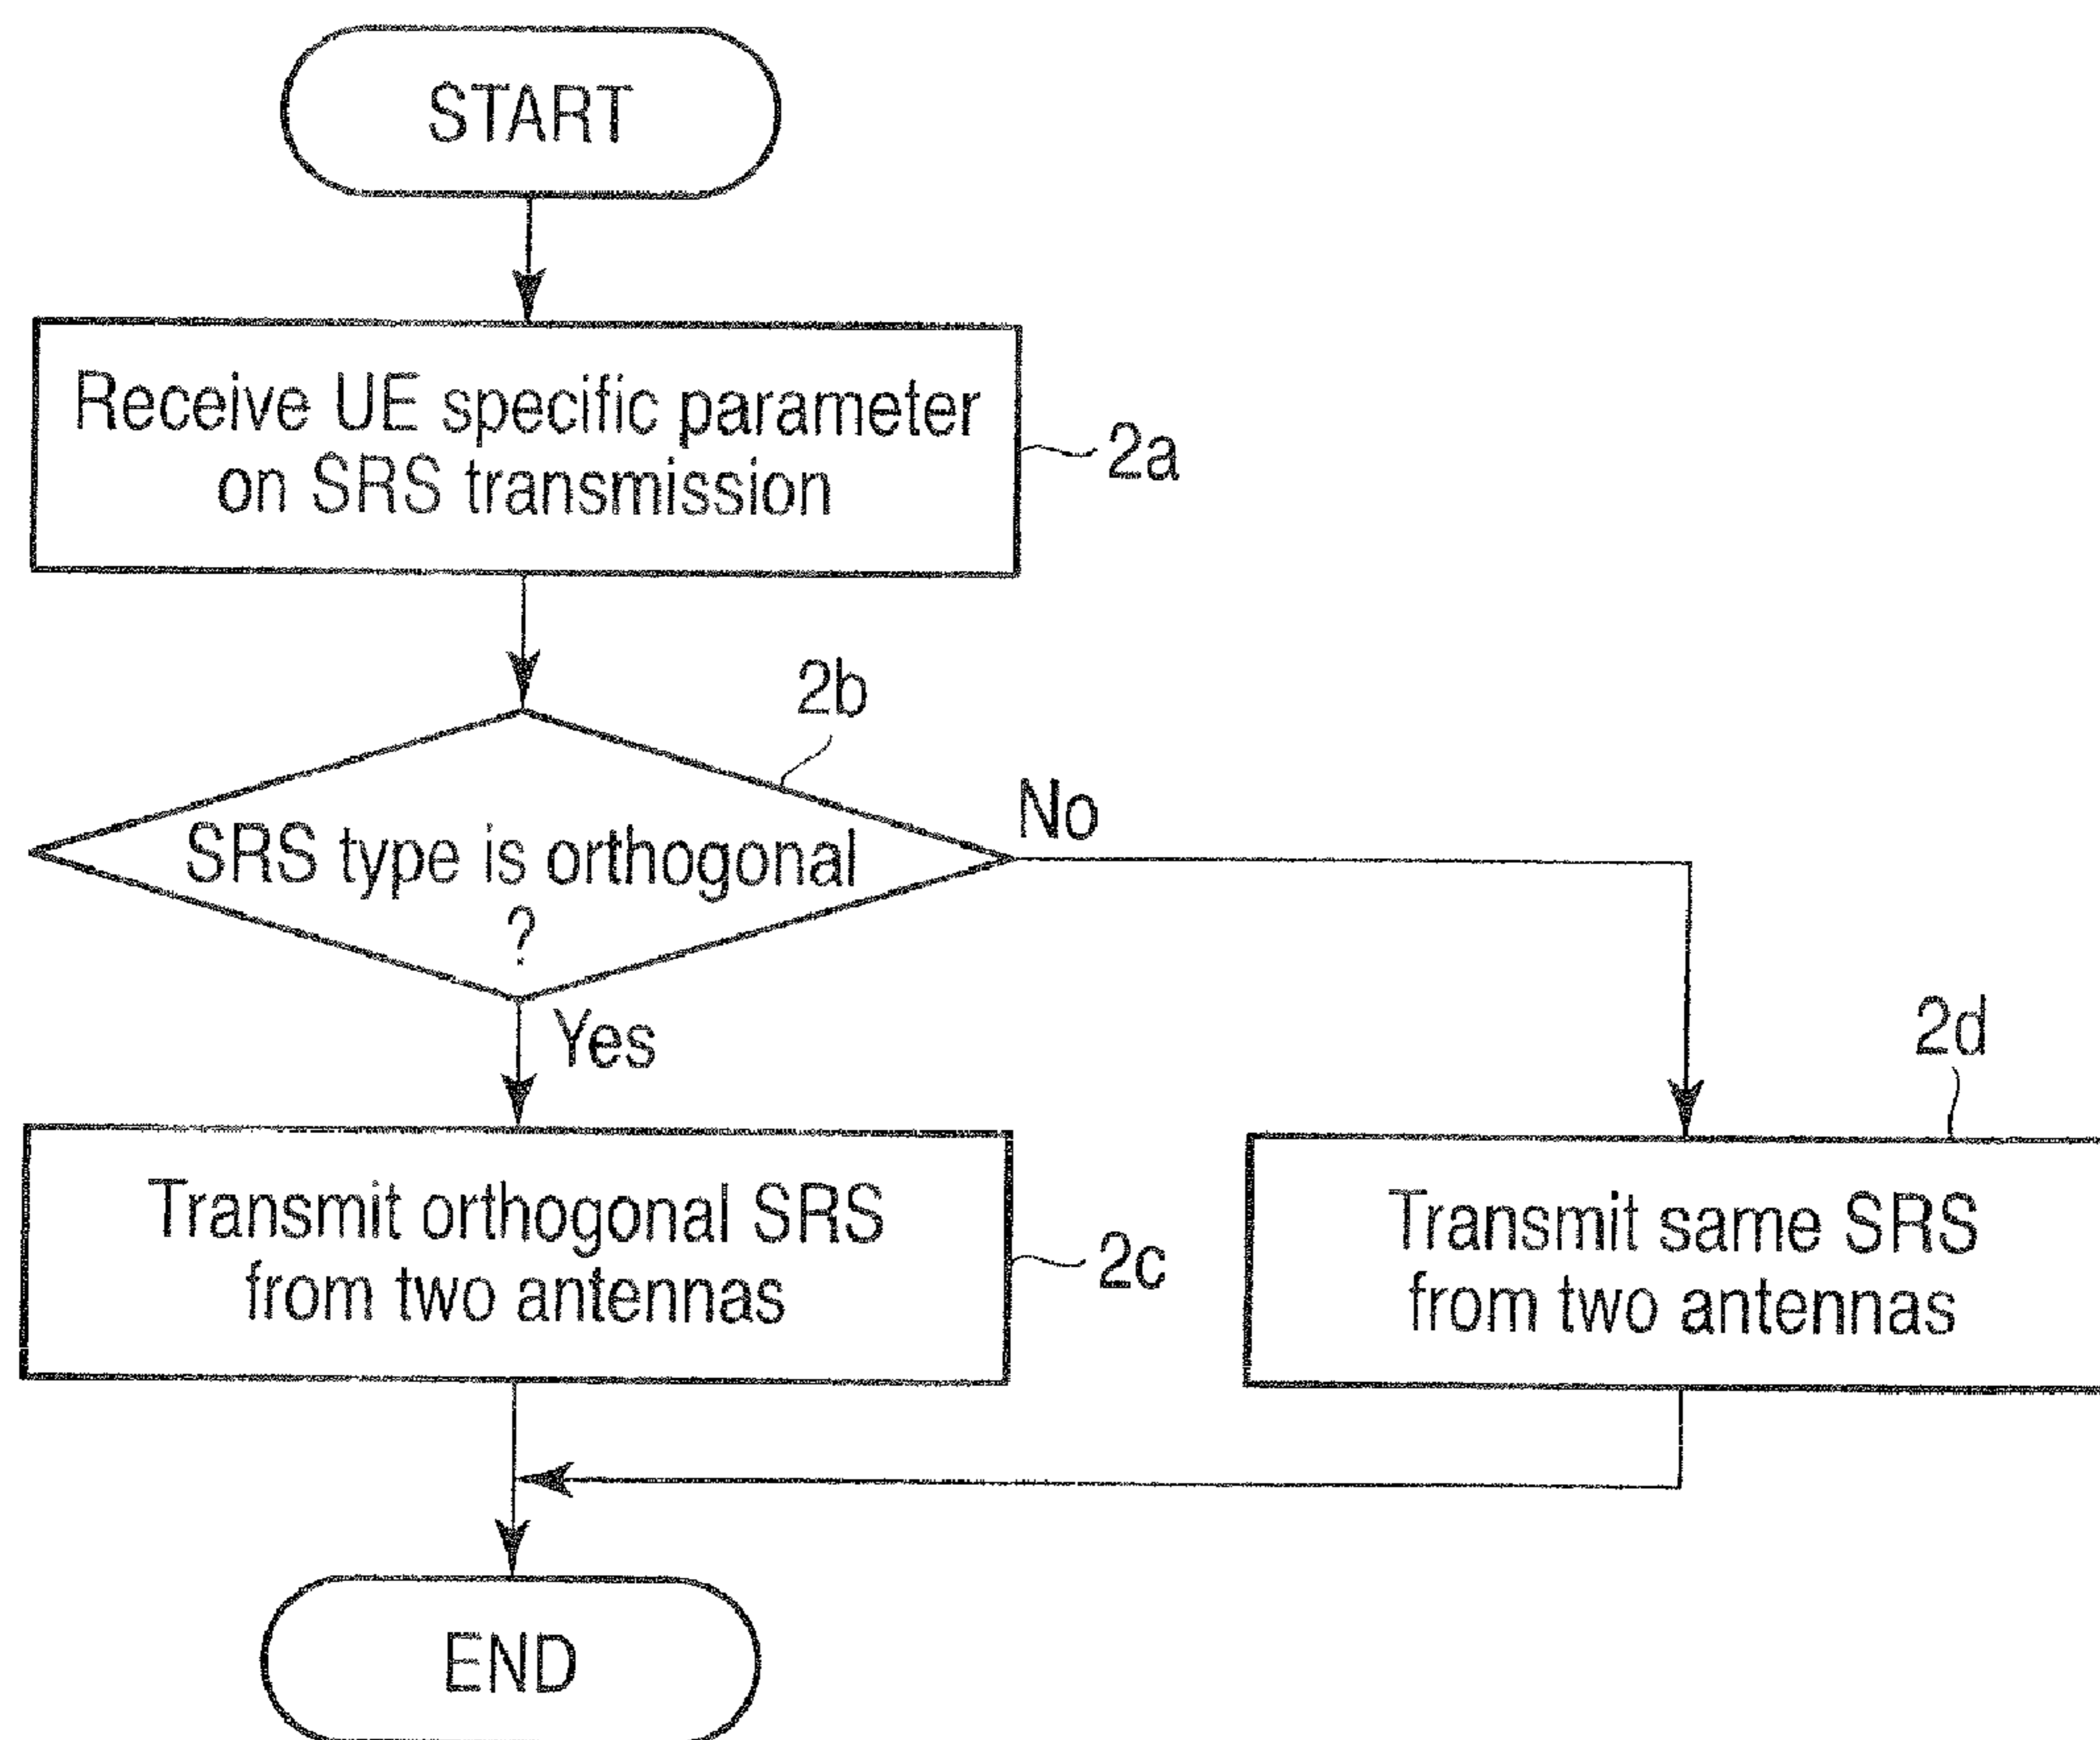 START
Receive UE specific parameter
on SRS transmission
2a
2b
SRS type is orthogonal
?
No
Yes
2d
Transmit orthogonal SRS
from two antennas
2c
Transmit same SRS
from two antennas
END